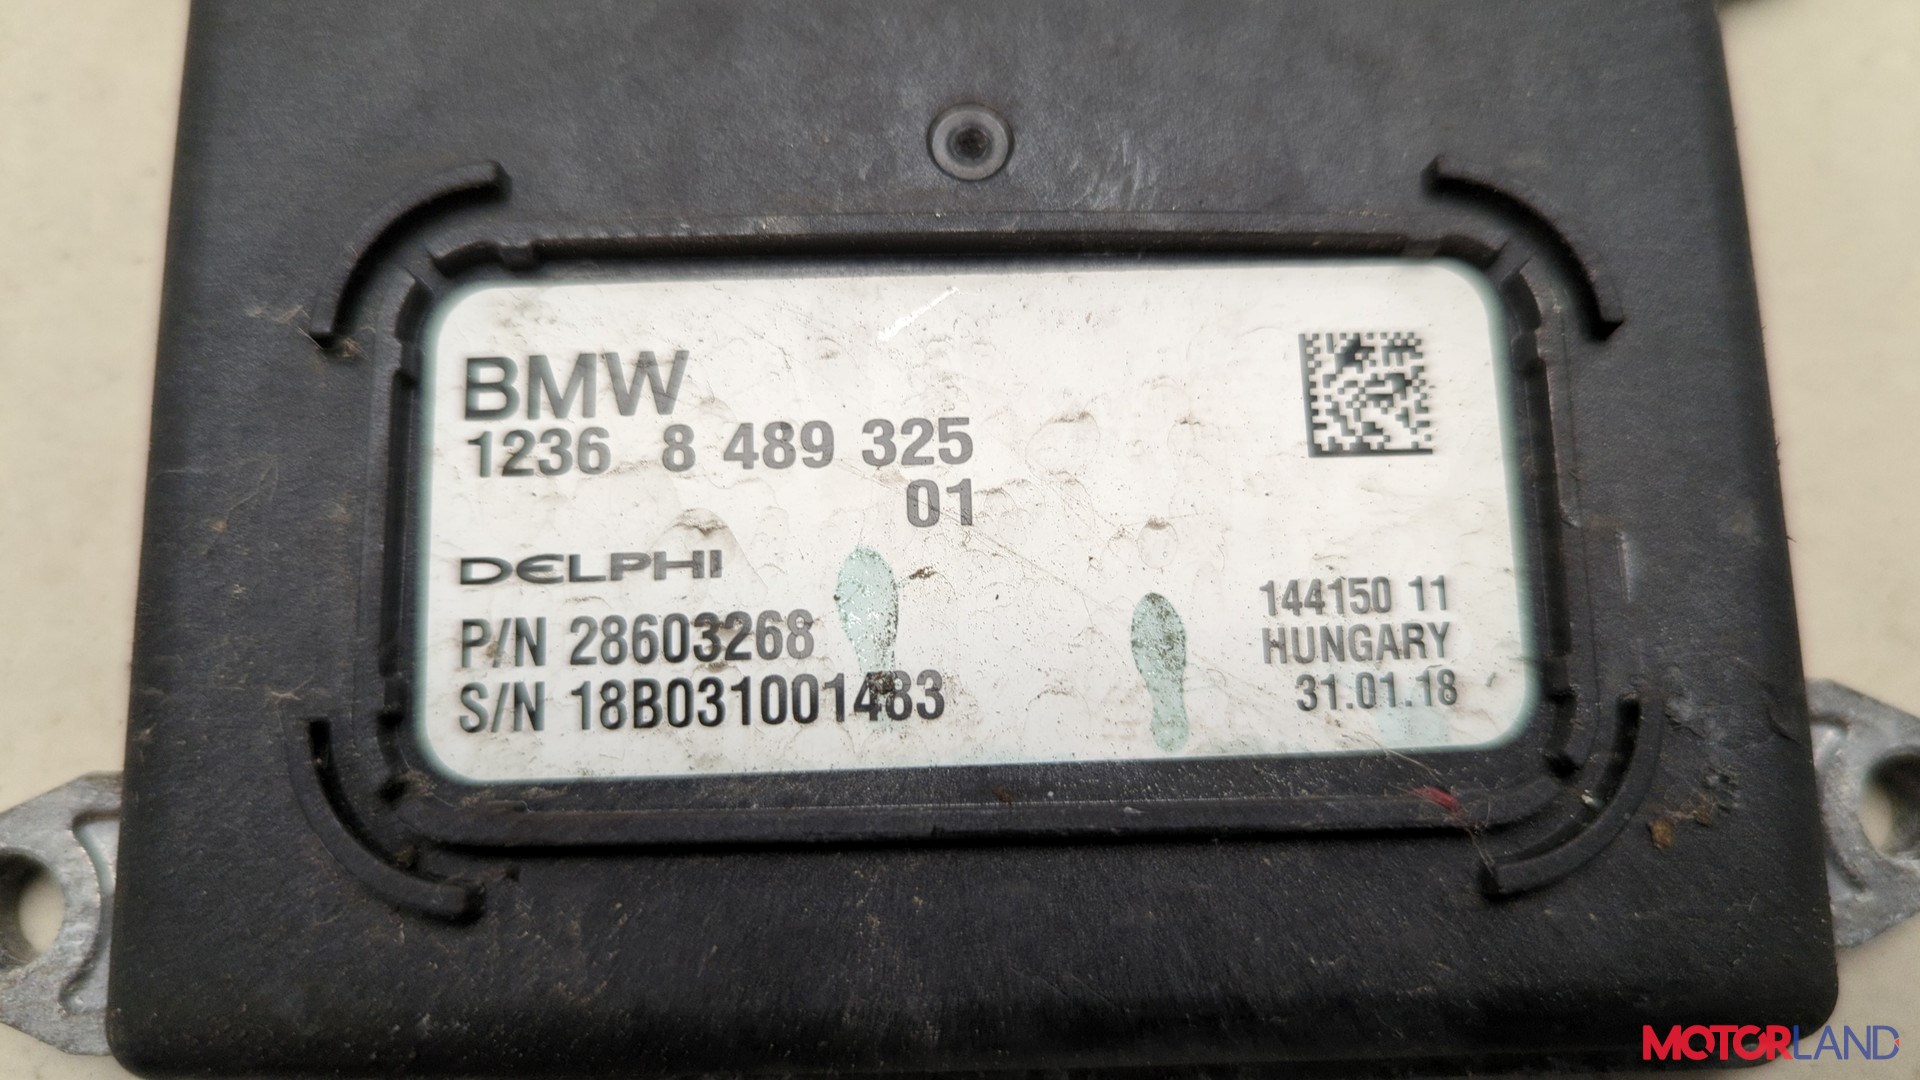 BMW
1236 8 489 325
01
DELPHI
P/N 28603268
S/N 18B031001483
144150 11
HUNGARY
31.01.18
MOTORLAND